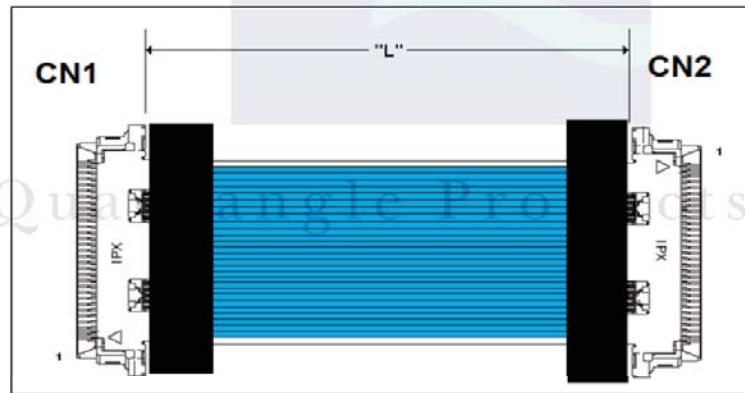 "L"
CN1
CN2
1
Quadrangle Products
IPX
IPX
1